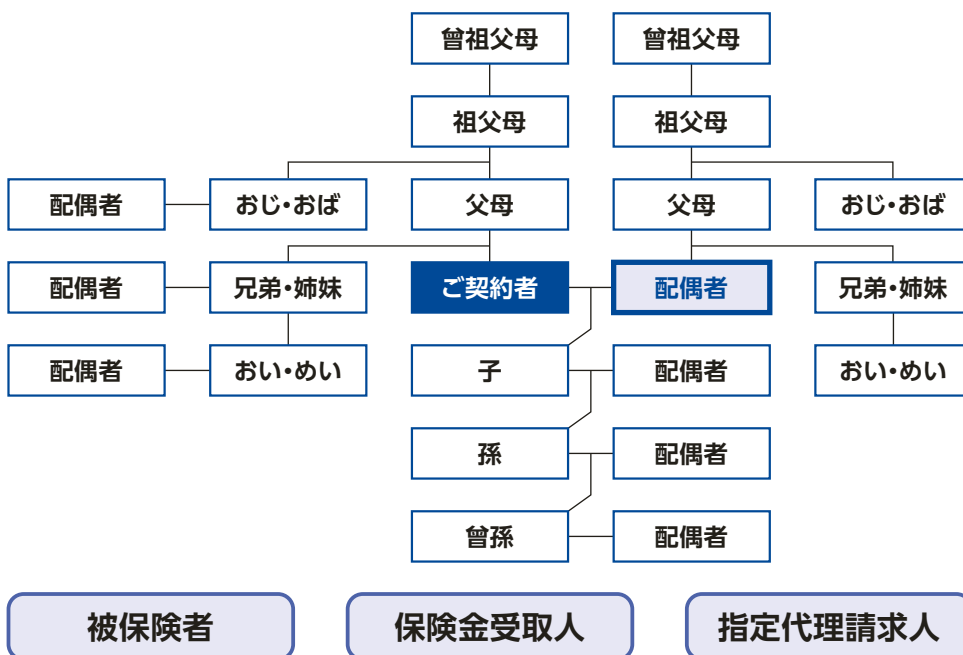 曾祖父母
曾祖父母
祖父母
祖父母
配偶者
おじ・おば
父母
父母
おじ・おば
配偶者
兄弟・姉妹
ご契約者
配偶者
兄弟・姉妹
配偶者
おい・めい
子
配偶者
おい・めい
孫
配偶者
曾孫
配偶者
被保険者
保険金受取人
指定代理請求人